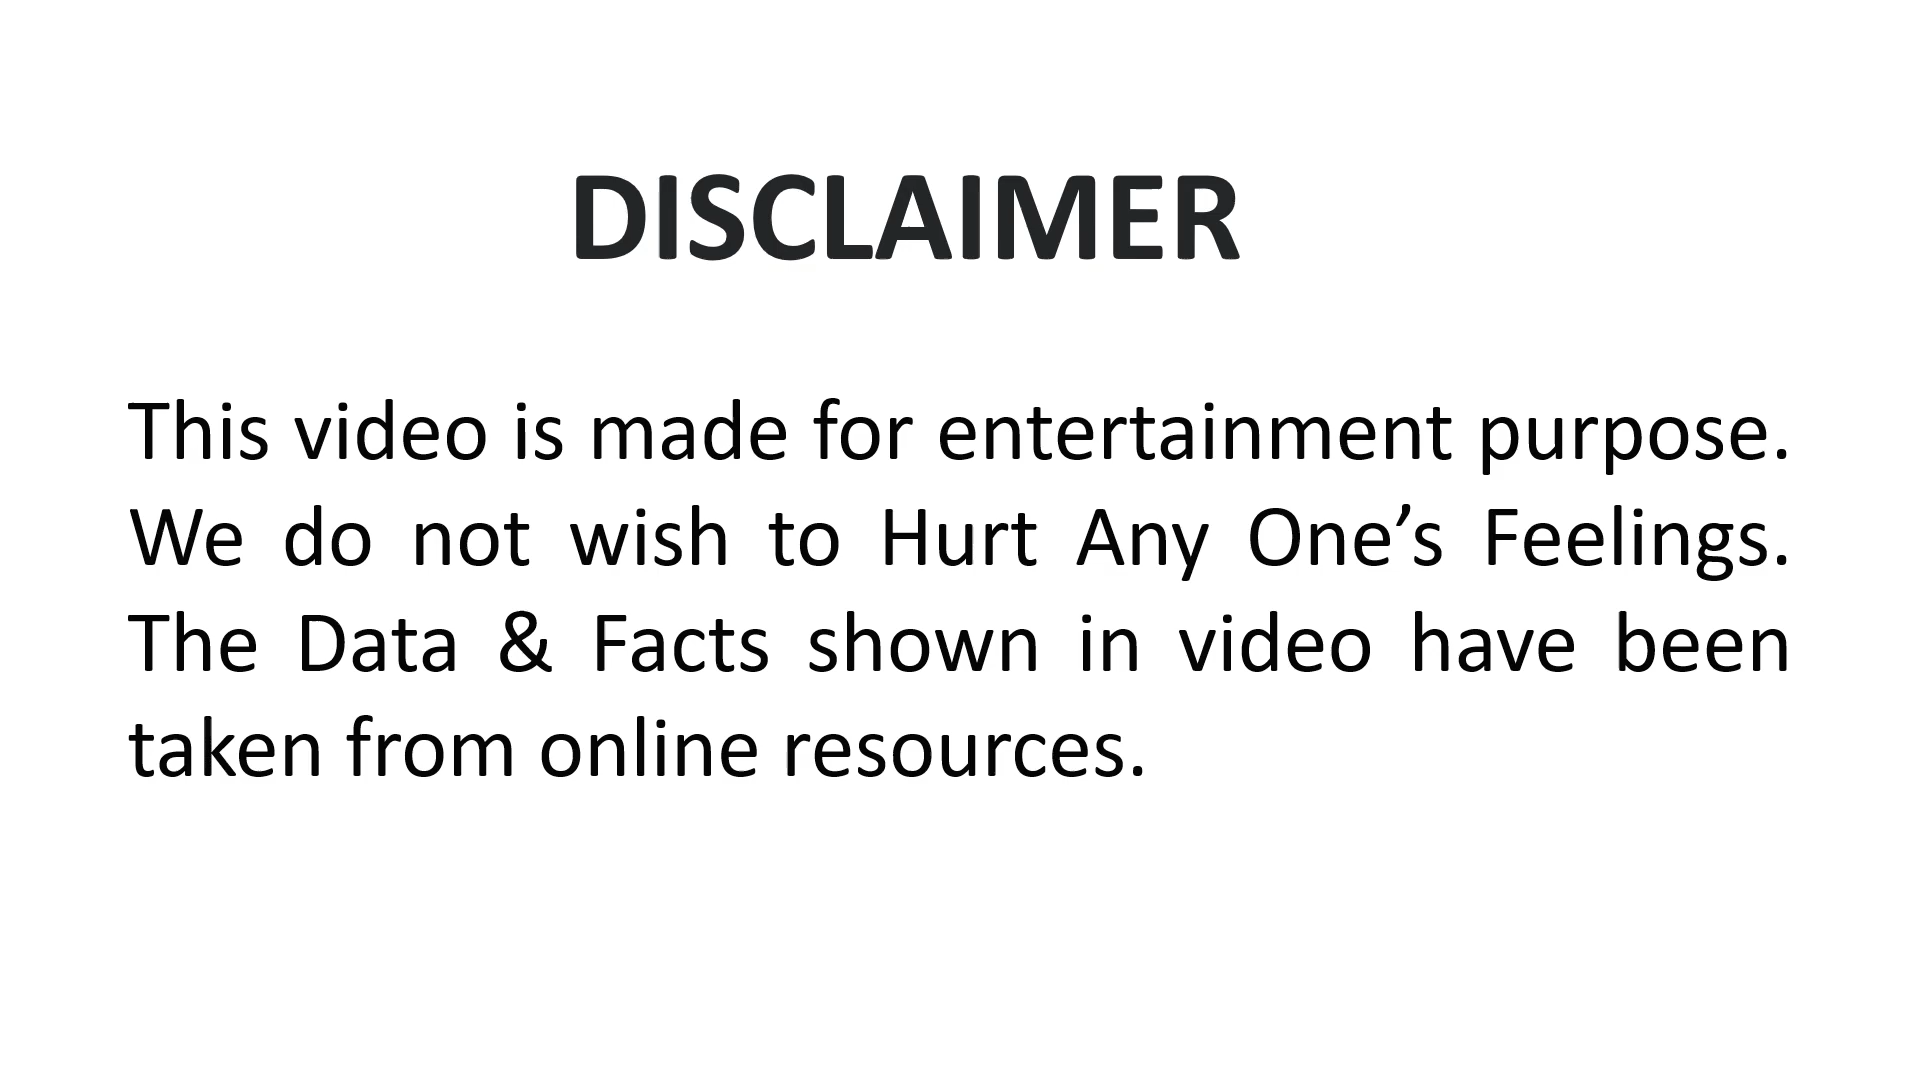 DISCLAIMER
This video is made for entertainment purpose.
We do not wish to Hurt Any One’s Feelings.
The Data & Facts shown in video have been
taken from online resources.